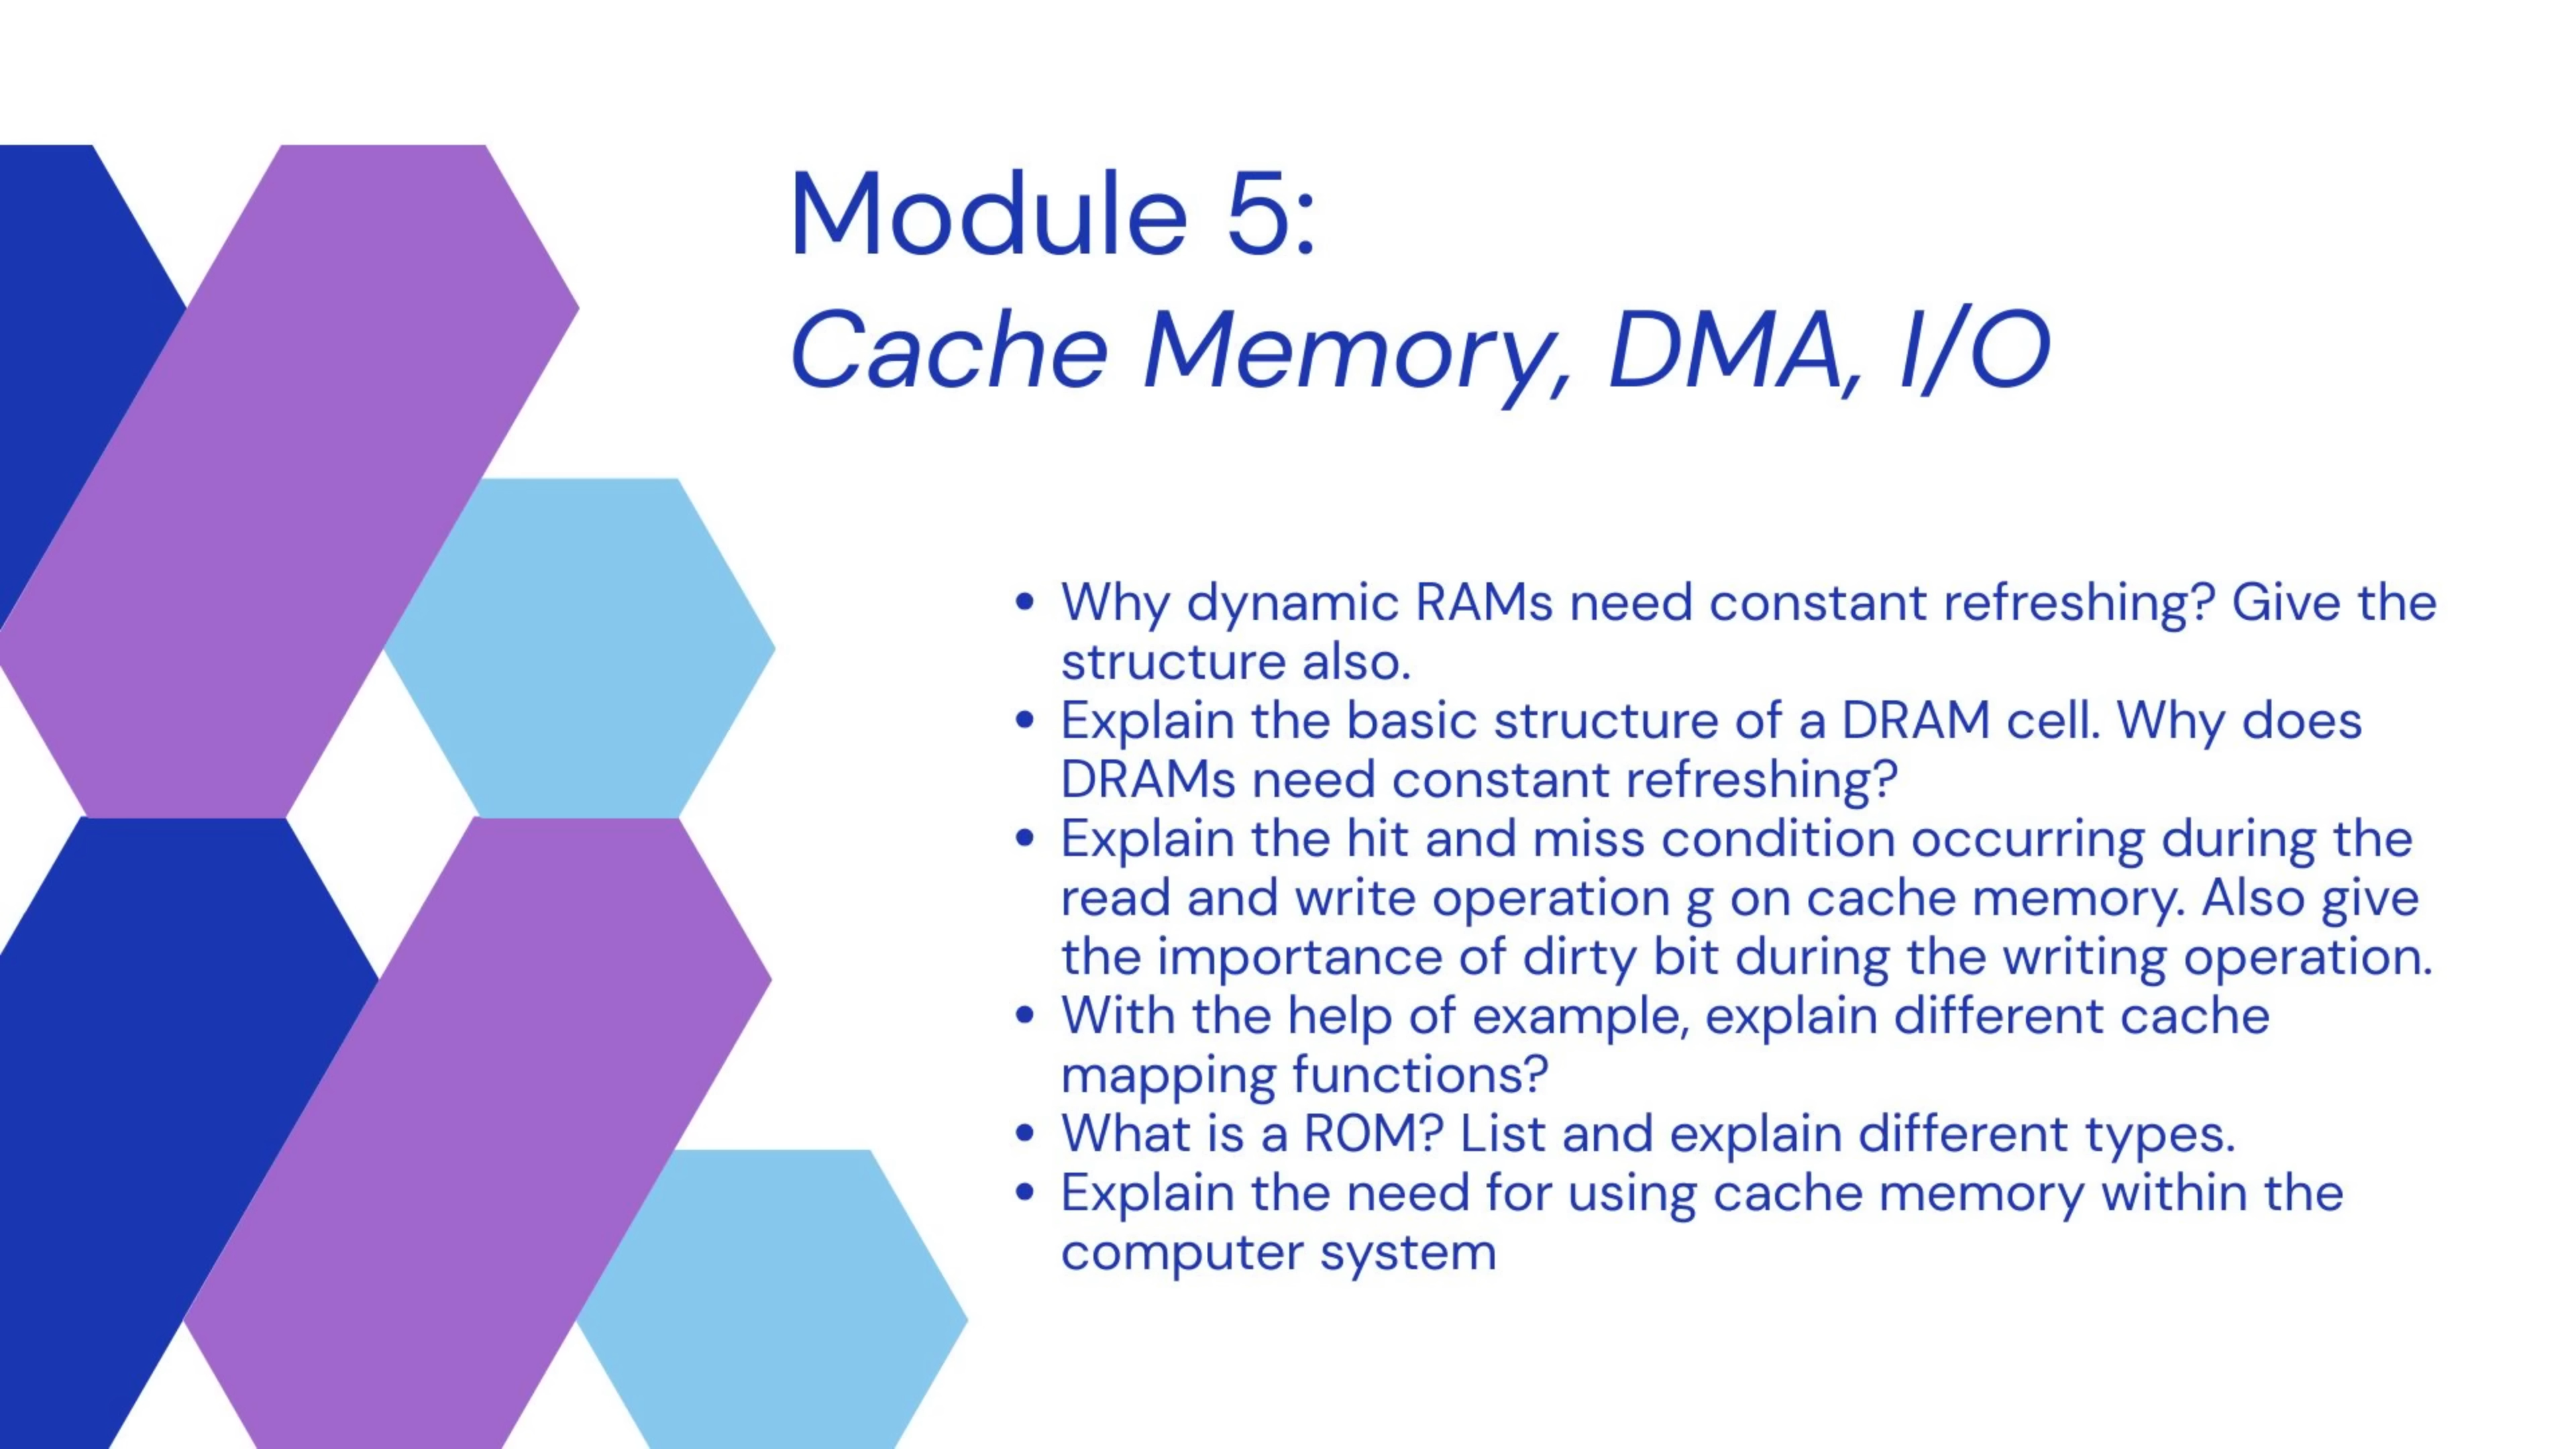 Module 5:
Cache Memory, DMA, I/O
• Why dynamic RAMs need constant refreshing? Give the
structure also.
• Explain the basic structure of a DRAM cell. Why does
DRAMs need constant refreshing?
• Explain the hit and miss condition occurring during the
read and write operation g on cache memory. Also give
the importance of dirty bit during the writing operation.
• With the help of example, explain different cache
mapping functions?
• What is a ROM? List and explain different types.
• Explain the need for using cache memory within the
computer system